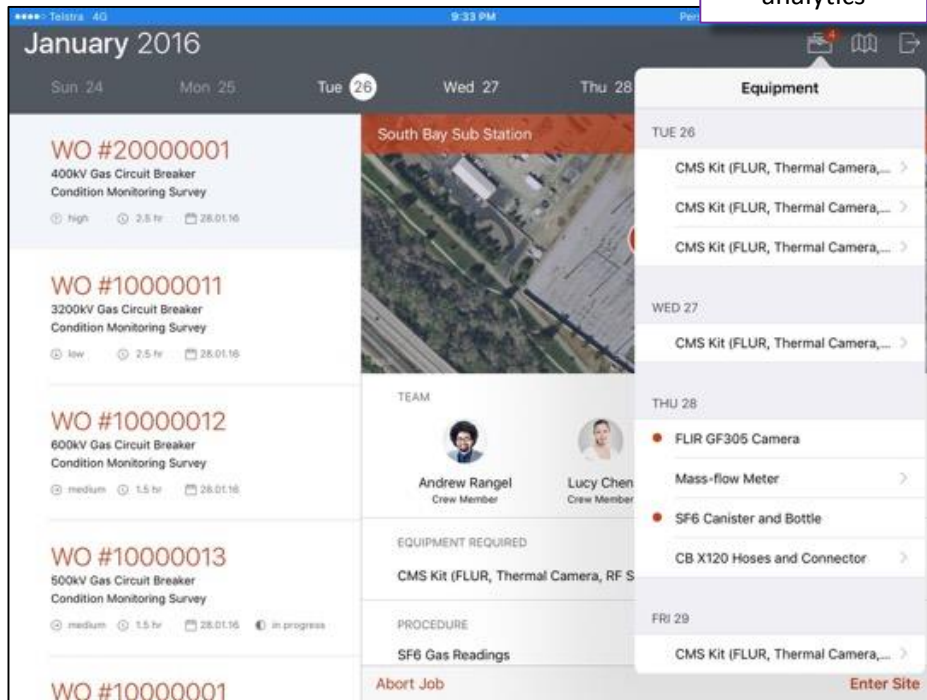 analytics
Telstra 4G
9:33 PM
Per
January 2016
4
Sun 24
Mon 25
Tue 26
Wed 27
Thu 28
WO #20000001
400kV Gas Circuit Breaker
Condition Monitoring Survey
high 2.5 hr 28.01.16
WO #10000011
3200kV Gas Circuit Breaker
Condition Monitoring Survey
low 2.5 hr 28.01.16
WO #10000012
600kV Gas Circuit Breaker
Condition Monitoring Survey
medium 1.5 hr 28.01.16
WO #10000013
500kV Gas Circuit Breaker
Condition Monitoring Survey
medium 1.5 hr 28.01.16 in progress
WO #10000001
South Bay Sub Station
TEAM
Andrew Rangel
Crew Member
Lucy Chen
Crew Member
EQUIPMENT REQUIRED
CMS Kit (FLUR, Thermal Camera, RF S
PROCEDURE
SF6 Gas Readings
Abort Job
Enter Site
Equipment
TUE 26
CMS Kit (FLUR, Thermal Camera,...
CMS Kit (FLUR, Thermal Camera,...
CMS Kit (FLUR, Thermal Camera,...
WED 27
CMS Kit (FLUR, Thermal Camera,...
THU 28
FLIR GF305 Camera
Mass-flow Meter
SF6 Canister and Bottle
CB X120 Hoses and Connector
FRI 29
CMS Kit (FLUR, Thermal Camera,...